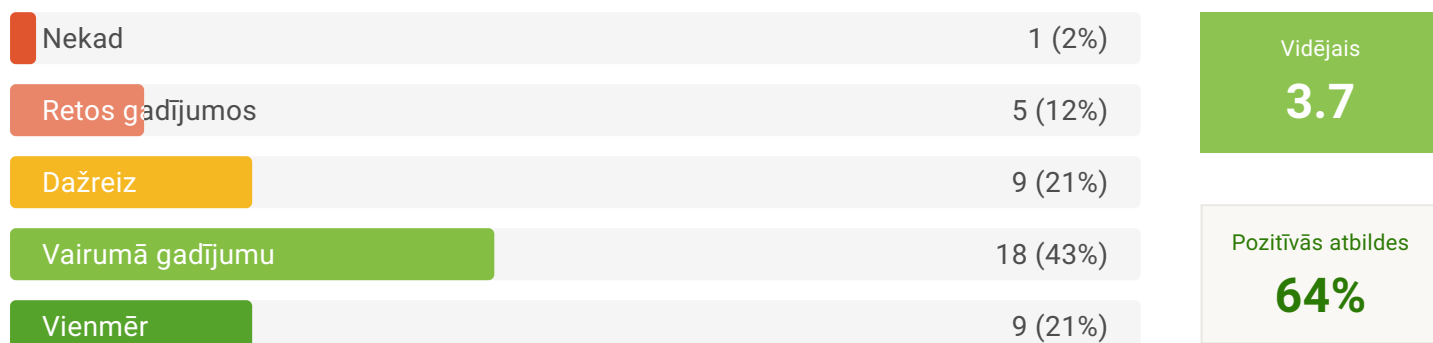 Nekad 1 (2%)
Retos gadījumos 5 (12%)
Dažreiz 9 (21%)
Vairumā gadījumu 18 (43%)
Vienmēr 9 (21%)
Vidējais
3.7
Pozitīvās atbildes
64%